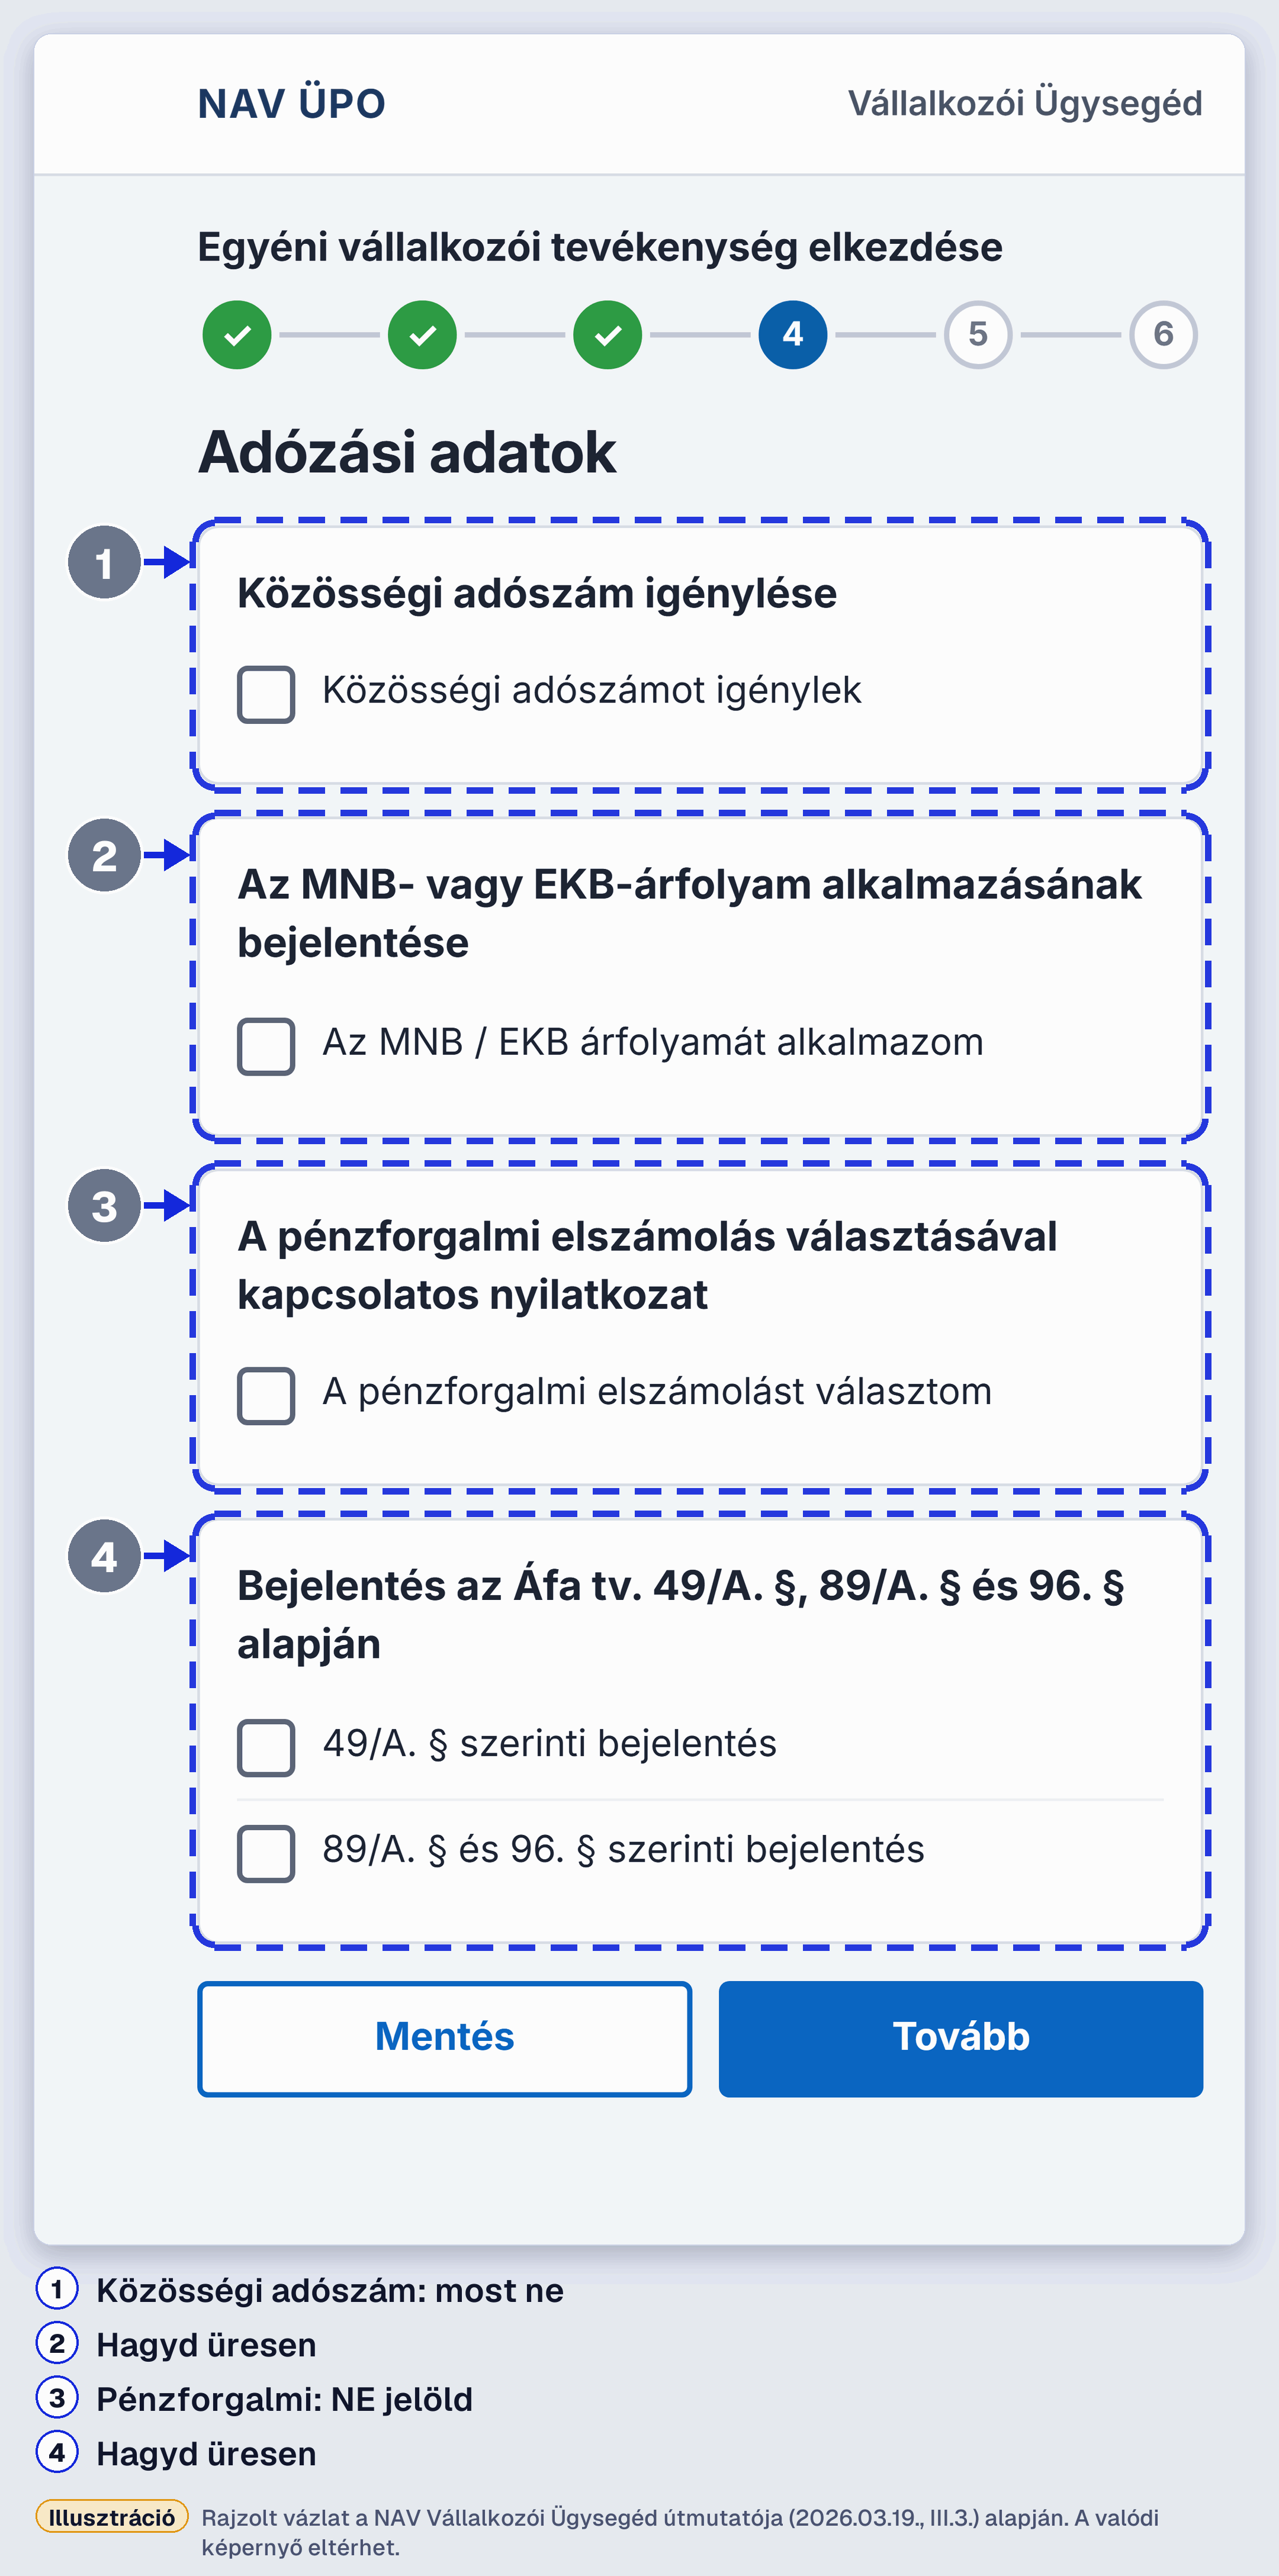 NAV ÜPO
Vállalkozói Ügysegéd
Egyéni vállalkozói tevékenység elkezdése
4
5
6
Adózási adatok
1
Közösségi adószám igénylése
Közösségi adószámot igénylek
2
Az MNB- vagy EKB-árfolyam alkalmazásának
bejelentése
Az MNB / EKB árfolyamát alkalmazom
3
A pénzforgalmi elszámolás választásával
kapcsolatos nyilatkozat
A pénzforgalmi elszámolást választom
4
Bejelentés az Áfa tv. 49/A. §, 89/A. § és 96. §
alapján
49/A. § szerinti bejelentés
89/A. § és 96. § szerinti bejelentés
Mentés
Tovább
1 Közösségi adószám: most ne
2 Hagyd üresen
3 Pénzforgalmi: NE jelöld
4 Hagyd üresen
Illusztráció Rajzolt vázlat a NAV Vállalkozói Ügysegéd útmutatója (2026.03.19., III.3.) alapján. A valódi
képernyő eltérhet.